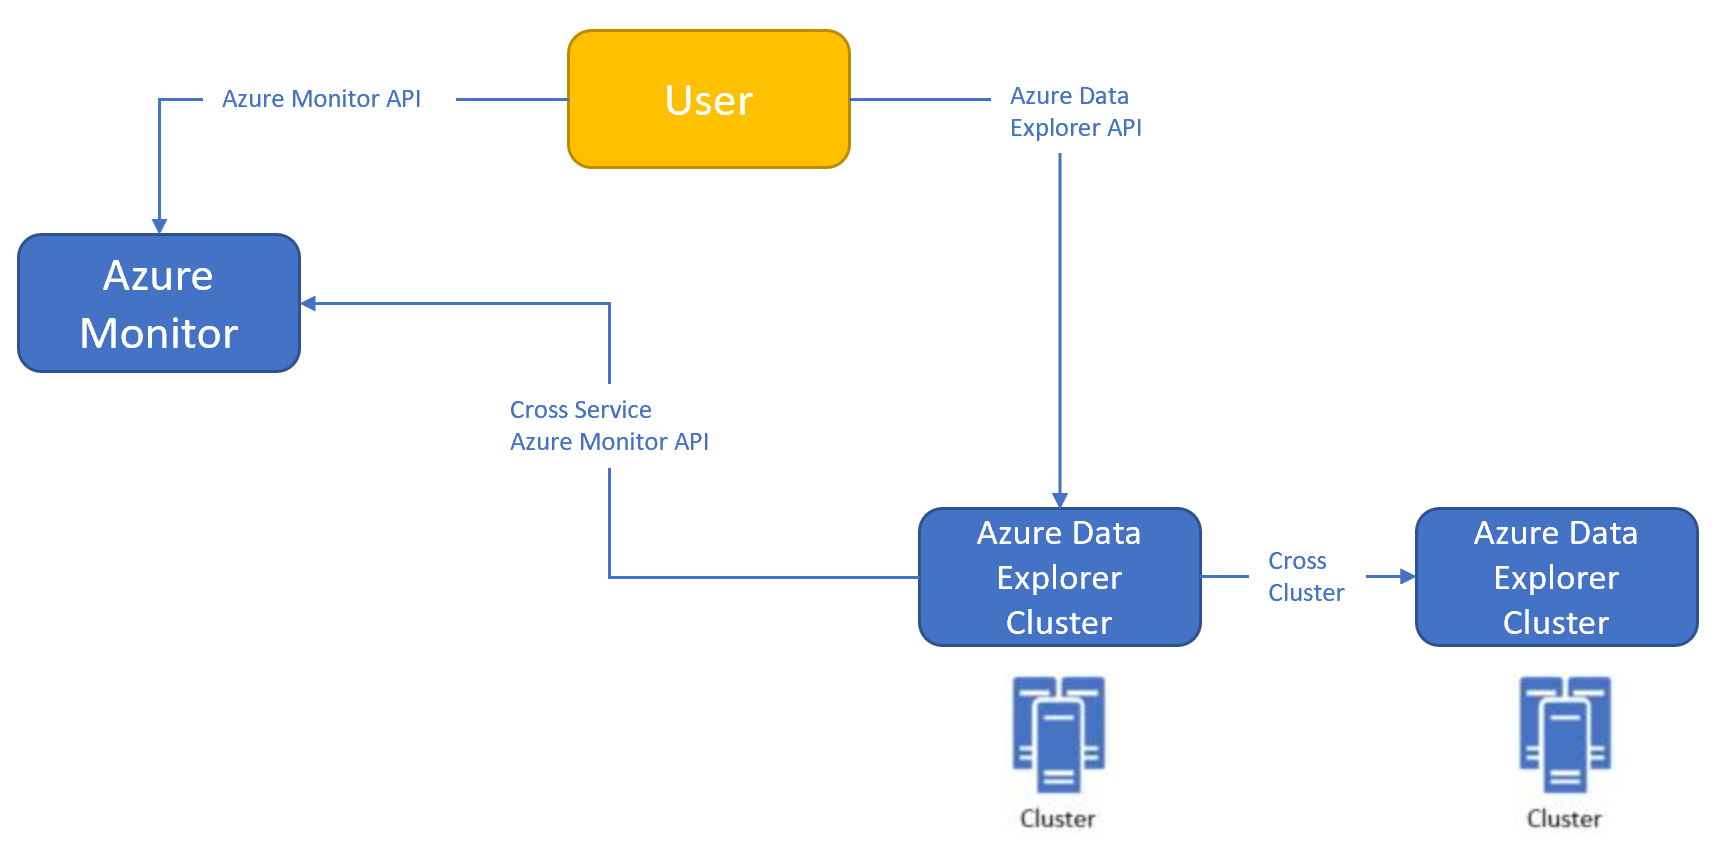 User
Azure Monitor API
Azure Data
Explorer API
Azure
Monitor
Cross Service
Azure Monitor API
Azure Data
Explorer
Cluster
Cross
Cluster
Azure Data
Explorer
Cluster
Cluster
Cluster